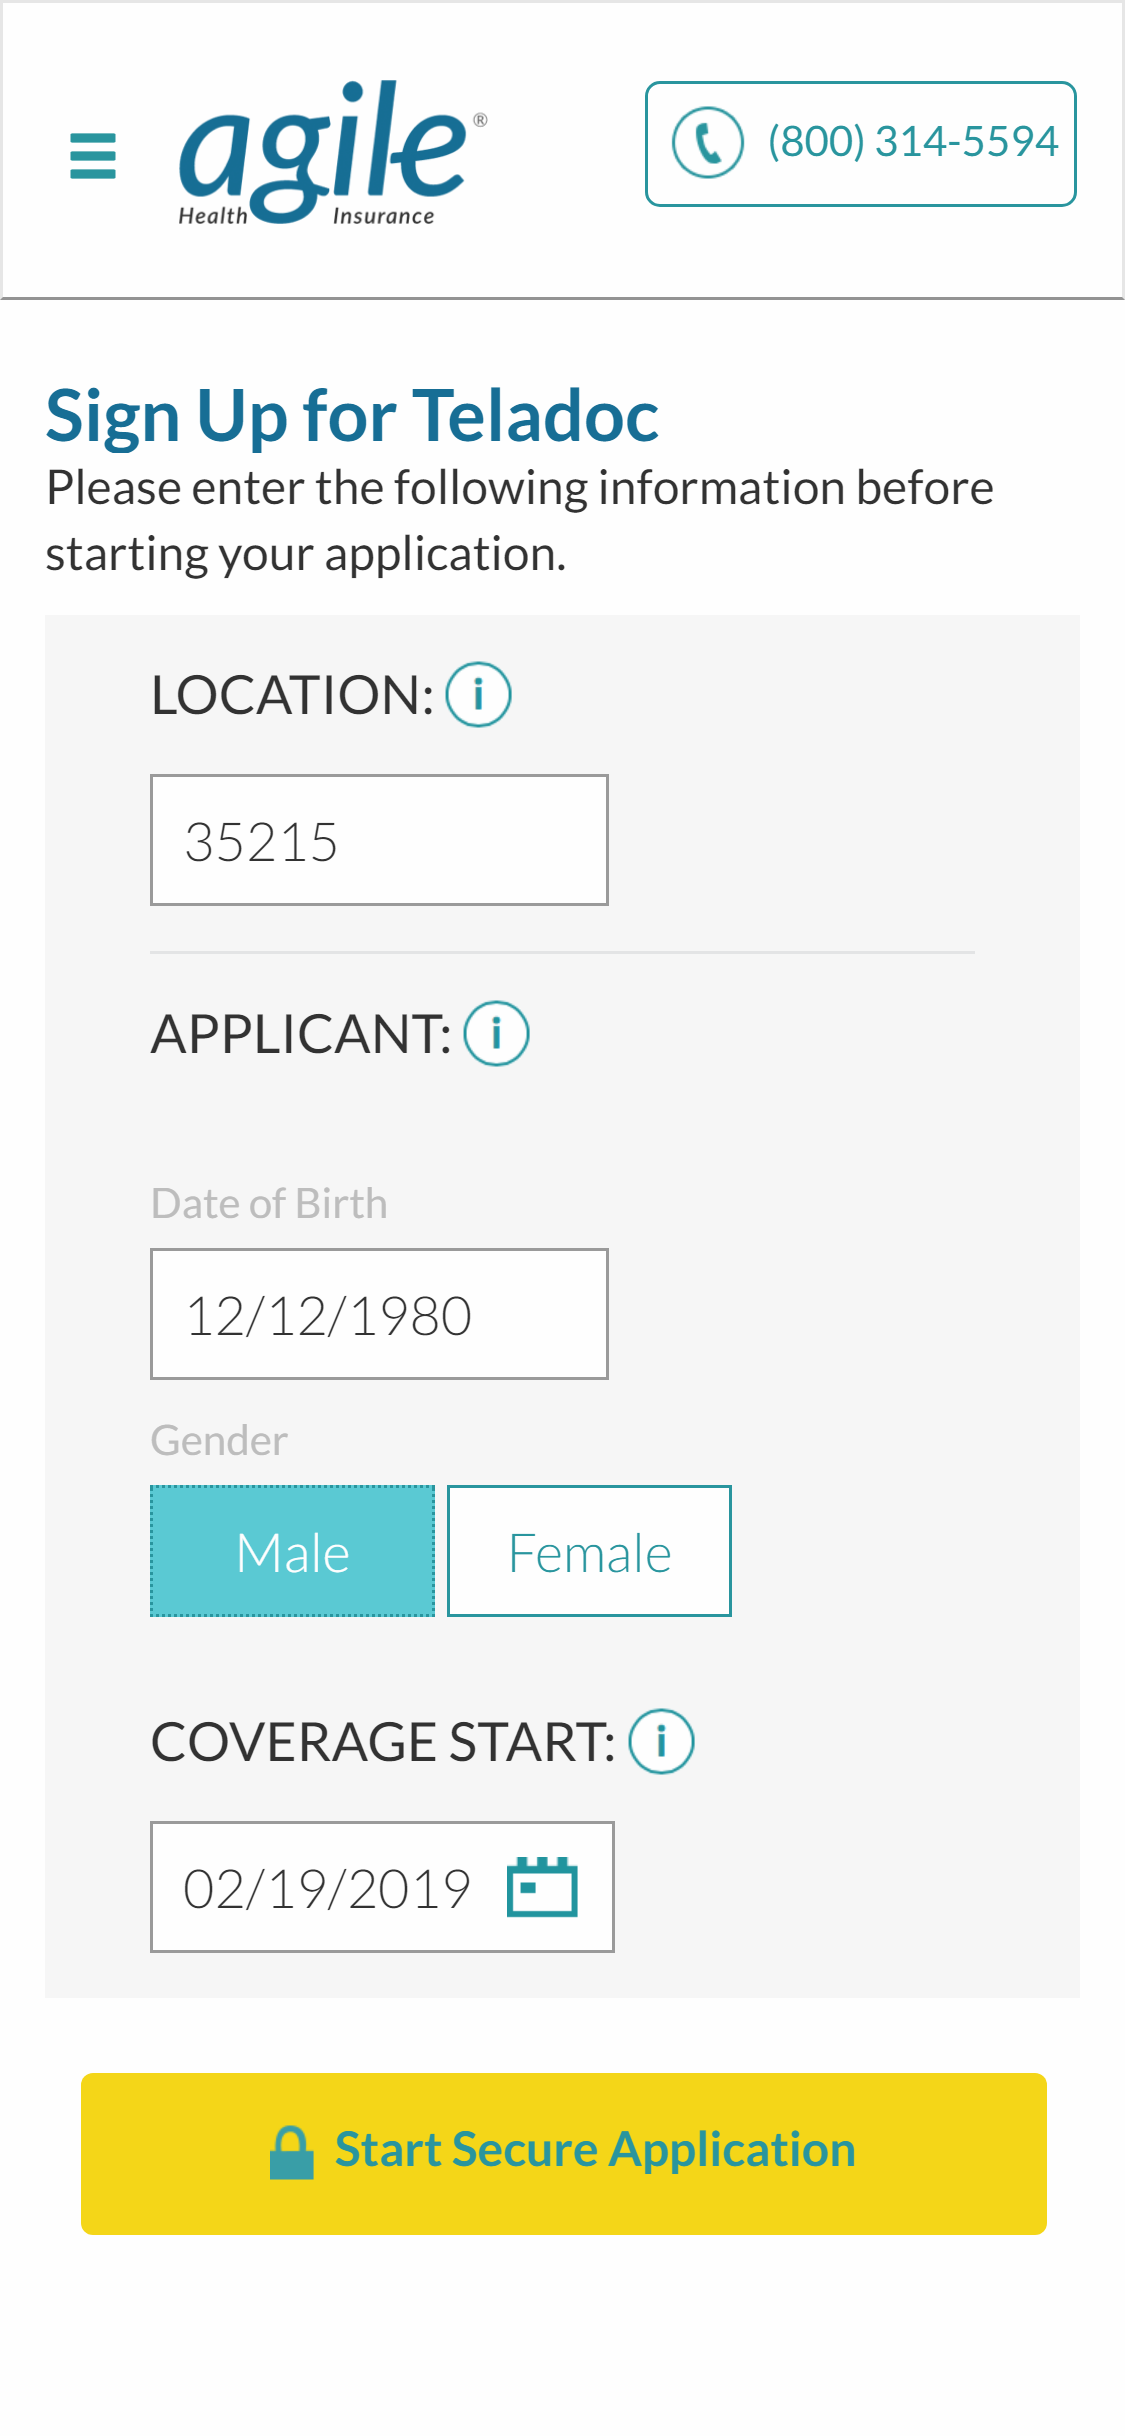 agile®
Health Insurance
(800) 314-5594
Sign Up for Teladoc
Please enter the following information before
starting your application.
LOCATION: i
35215
APPLICANT: i
Date of Birth
12/12/1980
Gender
Male Female
COVERAGE START: i
02/19/2019
Start Secure Application